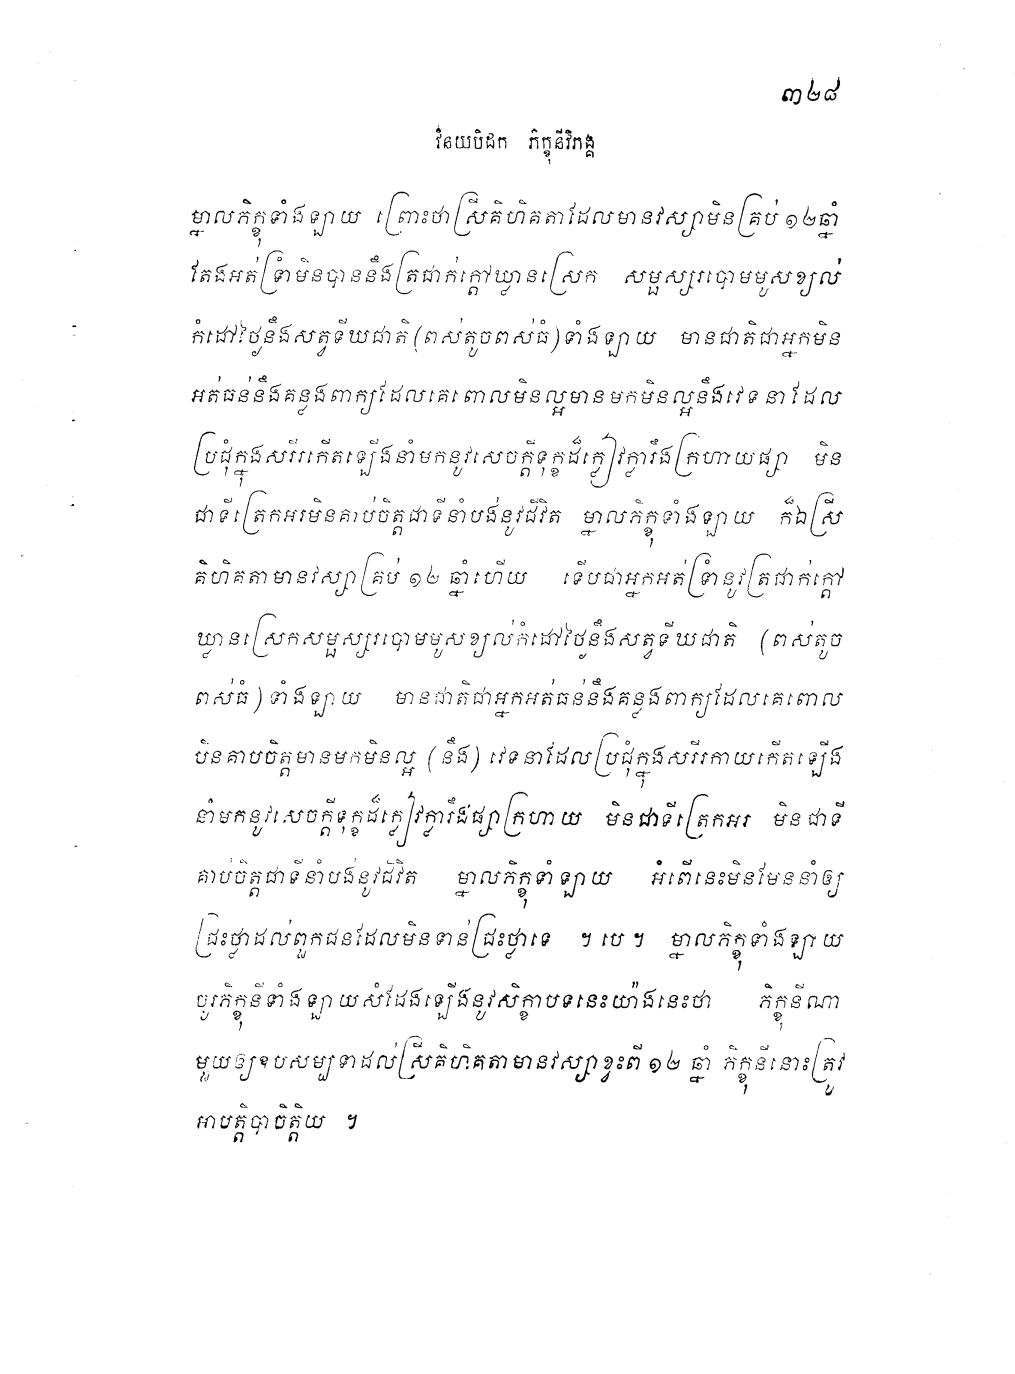 ៣២៨
វិនយបិដក ភិក្ខុនីវិភង្គ
ម្នាលភិក្ខុទាំងឡាយ ព្រោះថាស្រីគិហិគតាដែលមានវស្សាមិនគ្រប់ ១២ឆ្នាំ
តែងអត់ទ្រាំមិនបាននឹងត្រជាក់ក្តៅឃ្លានស្រេក សម្ផស្សរបោមមូសខ្យល់
កំដៅថ្ងៃនឹងសត្វទីឃជាតិ (ពស់តូចពស់ធំ) ទាំងឡាយ មានជាតិជាអ្នកមិន
អត់ធន់នឹងគន្លងពាក្យដែលគេពោលមិនល្អមានមកមិនល្អនឹងវេទនាដែល
ប្រជុំក្នុងសរីរកើតឡើងនាំមកនូវសេចក្តីទុក្ខដ៏ក្លៀវក្លារឹងក្រហាយផ្សា មិន
ជាទីត្រេកអរមិនគាប់ចិត្តជាទីនាំបង់នូវជីវិត ម្នាលភិក្ខុទាំងឡាយ ក៏ឯស្រី
គិហិគតាមានវស្សាគ្រប់ ១២ ឆ្នាំហើយ ទើបជាអ្នកអត់ទ្រាំនូវត្រជាក់ក្តៅ
ឃ្លានស្រេកសម្ផស្សរបោមមូសខ្យល់កំដៅថ្ងៃនឹងសត្វទីឃជាតិ (ពស់តូច
ពស់ធំ) ទាំងឡាយ មានជាតិជាអ្នកអត់ធន់នឹងគន្លងពាក្យដែលគេពោល
មិនគាប់ចិត្តមានមកមិនល្អ (នឹង) វេទនាដែលប្រជុំក្នុងសរីរកាយកើតឡើង
នាំមកនូវសេចក្តីទុក្ខដ៏ក្លៀវក្លារឹងផ្សាក្រហាយ មិនជាទីត្រេកអរ មិនជាទី
គាប់ចិត្តជាទីនាំបង់នូវជីវិត ម្នាលភិក្ខុទាំឡាយ អំពើនេះមិនមែននាំឲ្យ
ជ្រះថ្លាដល់ពួកជនដែលមិនទាន់ជ្រះថ្លាទេ ។ បេ ។ ម្នាលភិក្ខុទាំងឡាយ
ចូរភិក្ខុនីទាំងឡាយសំដែងឡើងនូវសិក្ខាបទនេះយ៉ាងនេះថា ភិក្ខុនីណា
មួយឲ្យឧបសម្បទាដល់ស្រីគិហិគតាមានវស្សាខ្វះពី ១២ ឆ្នាំ ភិក្ខុនីនោះត្រូវ
អាបត្តិបាចិត្តិយ ។